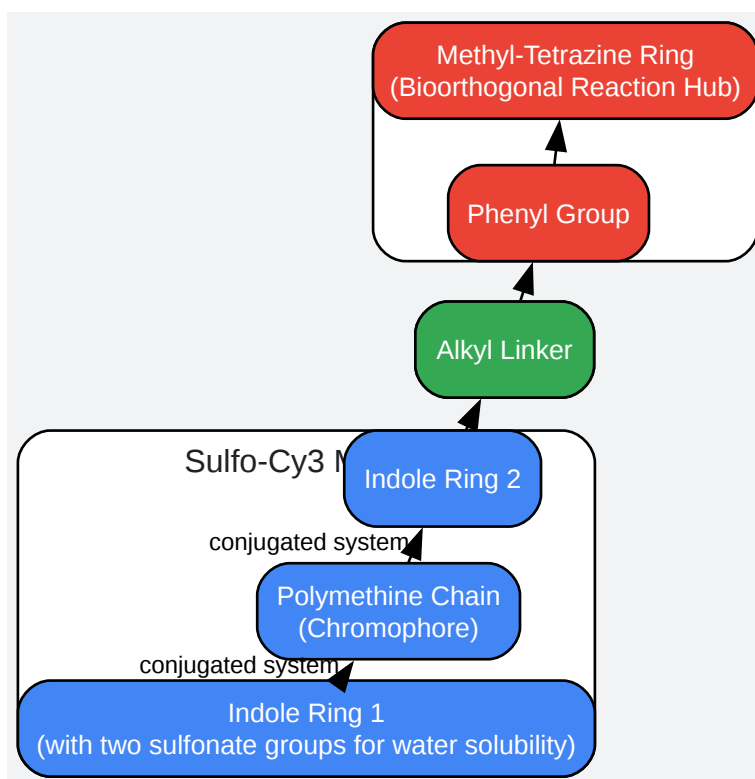 Methyl-Tetrazine Ring
(Bioorthogonal Reaction Hub)
Phenyl Group
Alkyl Linker
Sulfo-Cy3
Indole Ring 2
conjugated system
Polymethine Chain
(Chromophore)
conjugated system
Indole Ring 1
(with two sulfonate groups for water solubility)